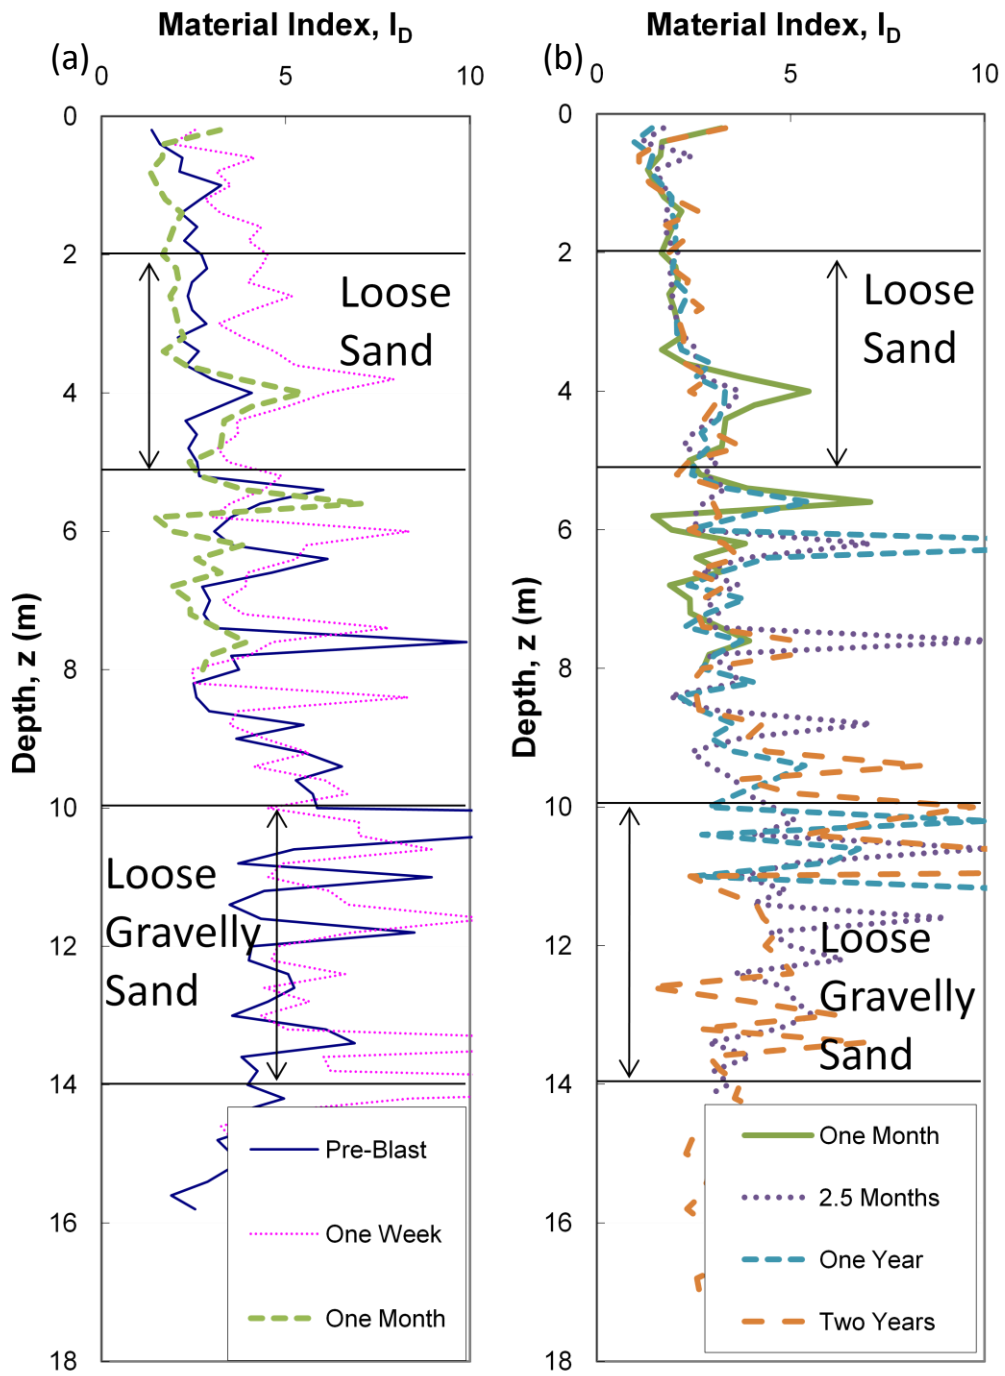 Material Index, I_D
(a)
0 5 10
0
2
4
6
8
10
12
14
16
18
Depth, z (m)
Loose
Sand
Loose
Gravelly
Sand
Pre-Blast
One Week
One Month
Material Index, I_D
(b)
0 5 10
0
2
4
6
8
10
12
14
16
18
Depth, z (m)
Loose
Sand
Loose
Gravelly
Sand
One Month
2.5 Months
One Year
Two Years